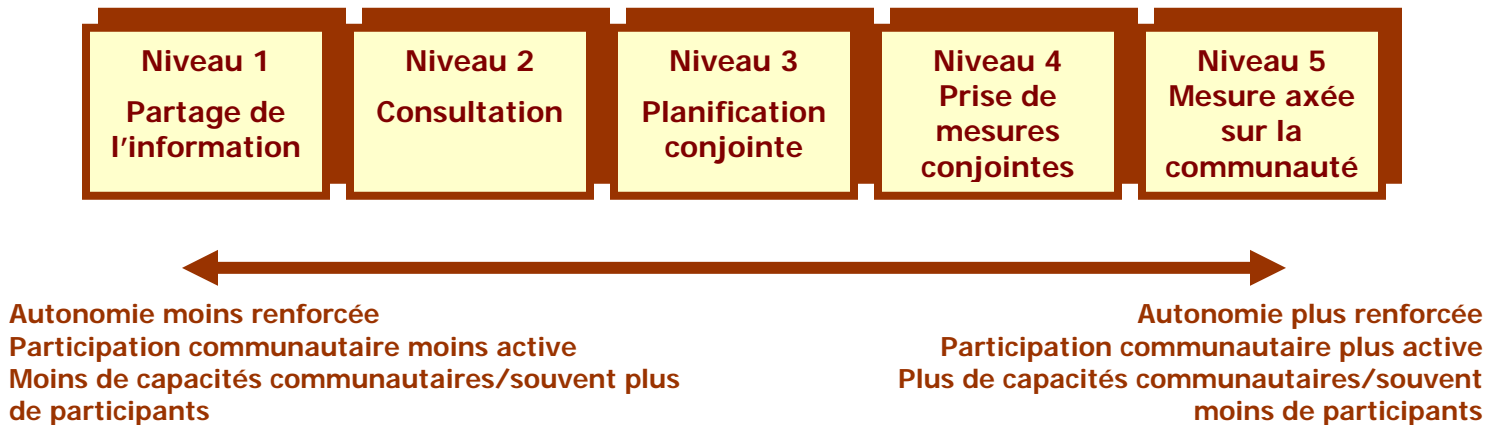 Niveau 1
Partage de
l'information
Niveau 2
Consultation
Niveau 3
Planification
conjointe
Niveau 4
Prise de
mesures
conjointes
Niveau 5
Mesure axée
sur la
communauté
Autonomie moins renforcée
Participation communautaire moins active
Moins de capacités communautaires/souvent plus
de participants
Autonomie plus renforcée
Participation communautaire plus active
Plus de capacités communautaires/souvent
moins de participants